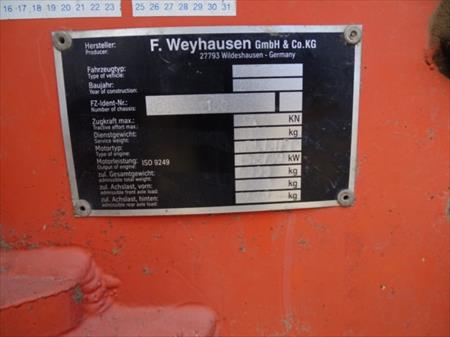 16 17 18 19 20 21 22 23
25 26 27 28 29 30 31
Hersteller:
Producer:
F. Weyhausen GmbH & Co.KG
27793 Wildeshausen - Germany
Fahrzeugtyp:
Type of vehicle:
Baujahr:
Year of construction:
FZ-Ident-Nr.:
Number of chassis:
Zugkraft max.: KN
Tractive effort max.:
Dienstgewicht: kg
Service weight:
Motortyp:
Type of engine:
Motorleistung: ISO 9249 kW
Output of engine:
zul. Gesamtgewicht: kg
admissible total weight:
zul. Achslast, vorn: kg
admissible front axle load:
zul. Achslast, hinten: kg
admissible rear axle load: